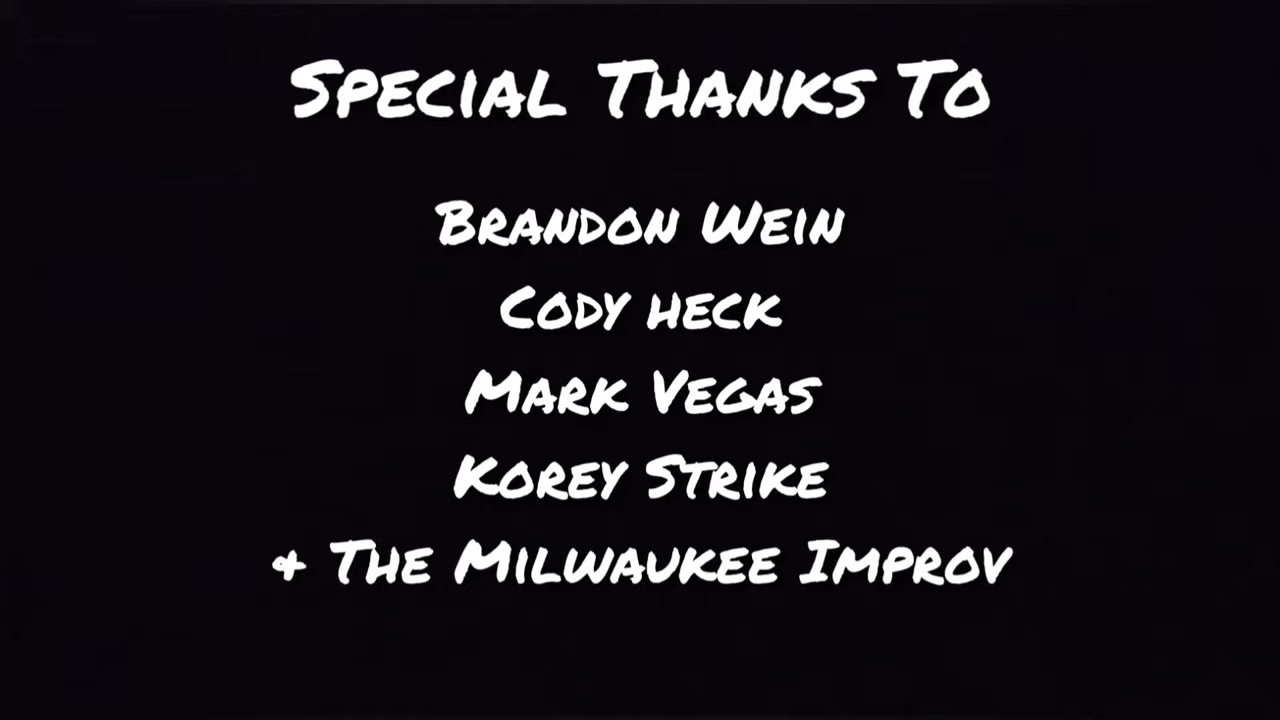 Special Thanks To
Brandon Wein
Cody heck
Mark Vegas
Korey Strike
& The Milwaukee Improv